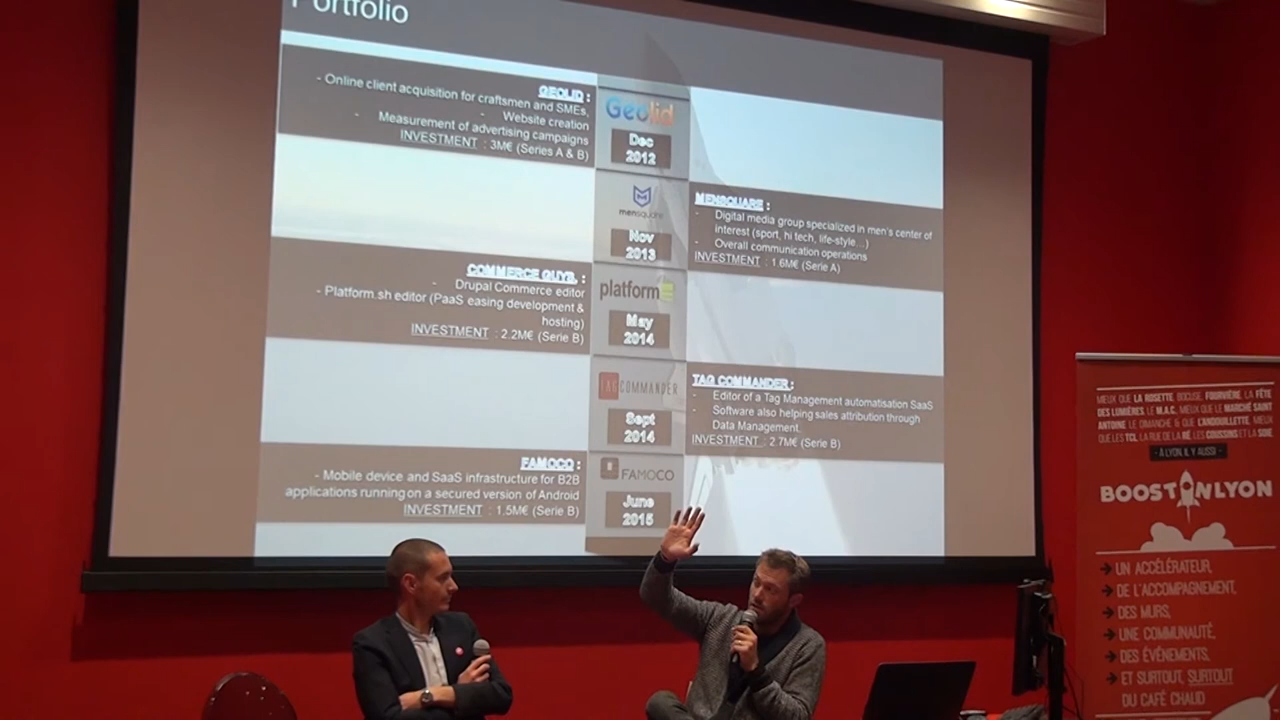 Portfolio
GEOLID :
- Online client acquisition for craftsmen and SMEs,
- Website creation
- Measurement of advertising campaigns
INVESTMENT : 3M€ (Series A & B)
Geolid
Dec
2012
mensquare
Nov
2013
MENSQUARE :
- Digital media group specialized in men's center of
interest (sport, hi tech, life-style...)
- Overall communication operations
INVESTMENT : 1.6M€ (Serie A)
COMMERCE GUYS :
- Drupal Commerce editor
- Platform.sh editor (PaaS easing development &
hosting)
INVESTMENT : 2.2M€ (Serie B)
platform
May
2014
TAG COMMANDER
Sept
2014
TAG COMMANDER :
- Editor of a Tag Management automatisation SaaS
- Software also helping sales attribution through
Data Management.
INVESTMENT : 2.7M€ (Serie B)
FAMOCO :
- Mobile device and SaaS infrastructure for B2B
applications running on a secured version of Android
INVESTMENT : 1.5M€ (Serie B)
FAMOCO
June
2015
MIEUX QUE LA ROSETTE, BOCUSE, FOURVIÈRE, LA FÊTE
DES LUMIÈRES, LE M.A.C, MIEUX QUE LE MARCHÉ SAINT
ANTOINE LE DIMANCHE & QUE L'ANDOUILLETTE, MIEUX
QUE LES TCL, LA RUE DE LA RÉ, LES COUSSINS ET LA SOIE
- À LYON, IL Y AUSSI -
BOOST IN LYON
→ UN ACCÉLÉRATEUR,
→ DE L'ACCOMPAGNEMENT,
→ DES MURS,
→ UNE COMMUNAUTÉ,
→ DES ÉVÉNEMENTS,
→ ET SURTOUT, SURTOUT
DU CAFÉ CHAUD